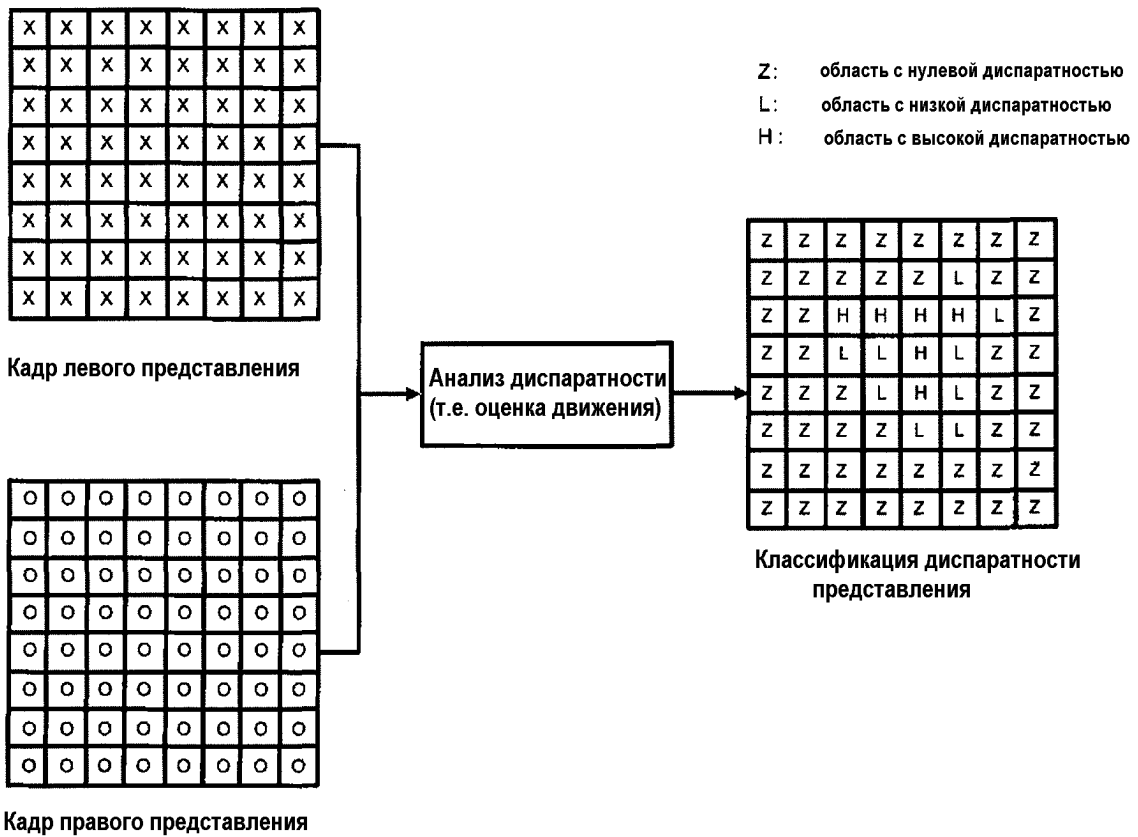 X X X X X X X X
X X X X X X X X
X X X X X X X X
X X X X X X X X
X X X X X X X X
X X X X X X X X
X X X X X X X X
X X X X X X X X
Кадр левого представления
O O O O O O O O
O O O O O O O O
O O O O O O O O
O O O O O O O O
O O O O O O O O
O O O O O O O O
O O O O O O O O
O O O O O O O O
Кадр правого представления
Анализ диспаратности
(т.е. оценка движения)
Z: область с нулевой диспаратностью
L: область с низкой диспаратностью
H: область с высокой диспаратностью
Z Z Z Z Z Z Z Z
Z Z Z Z Z L Z Z
Z Z H H H H L Z
Z Z L L H L Z Z
Z Z Z L H L Z Z
Z Z Z Z L L Z Z
Z Z Z Z Z Z Z Z
Z Z Z Z Z Z Z Z
Классификация диспаратности
представления